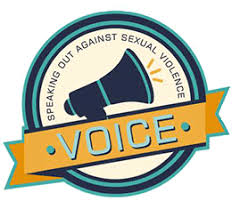 SPEAKING OUT AGAINST SEXUAL VIOLENCE
• VOICE •